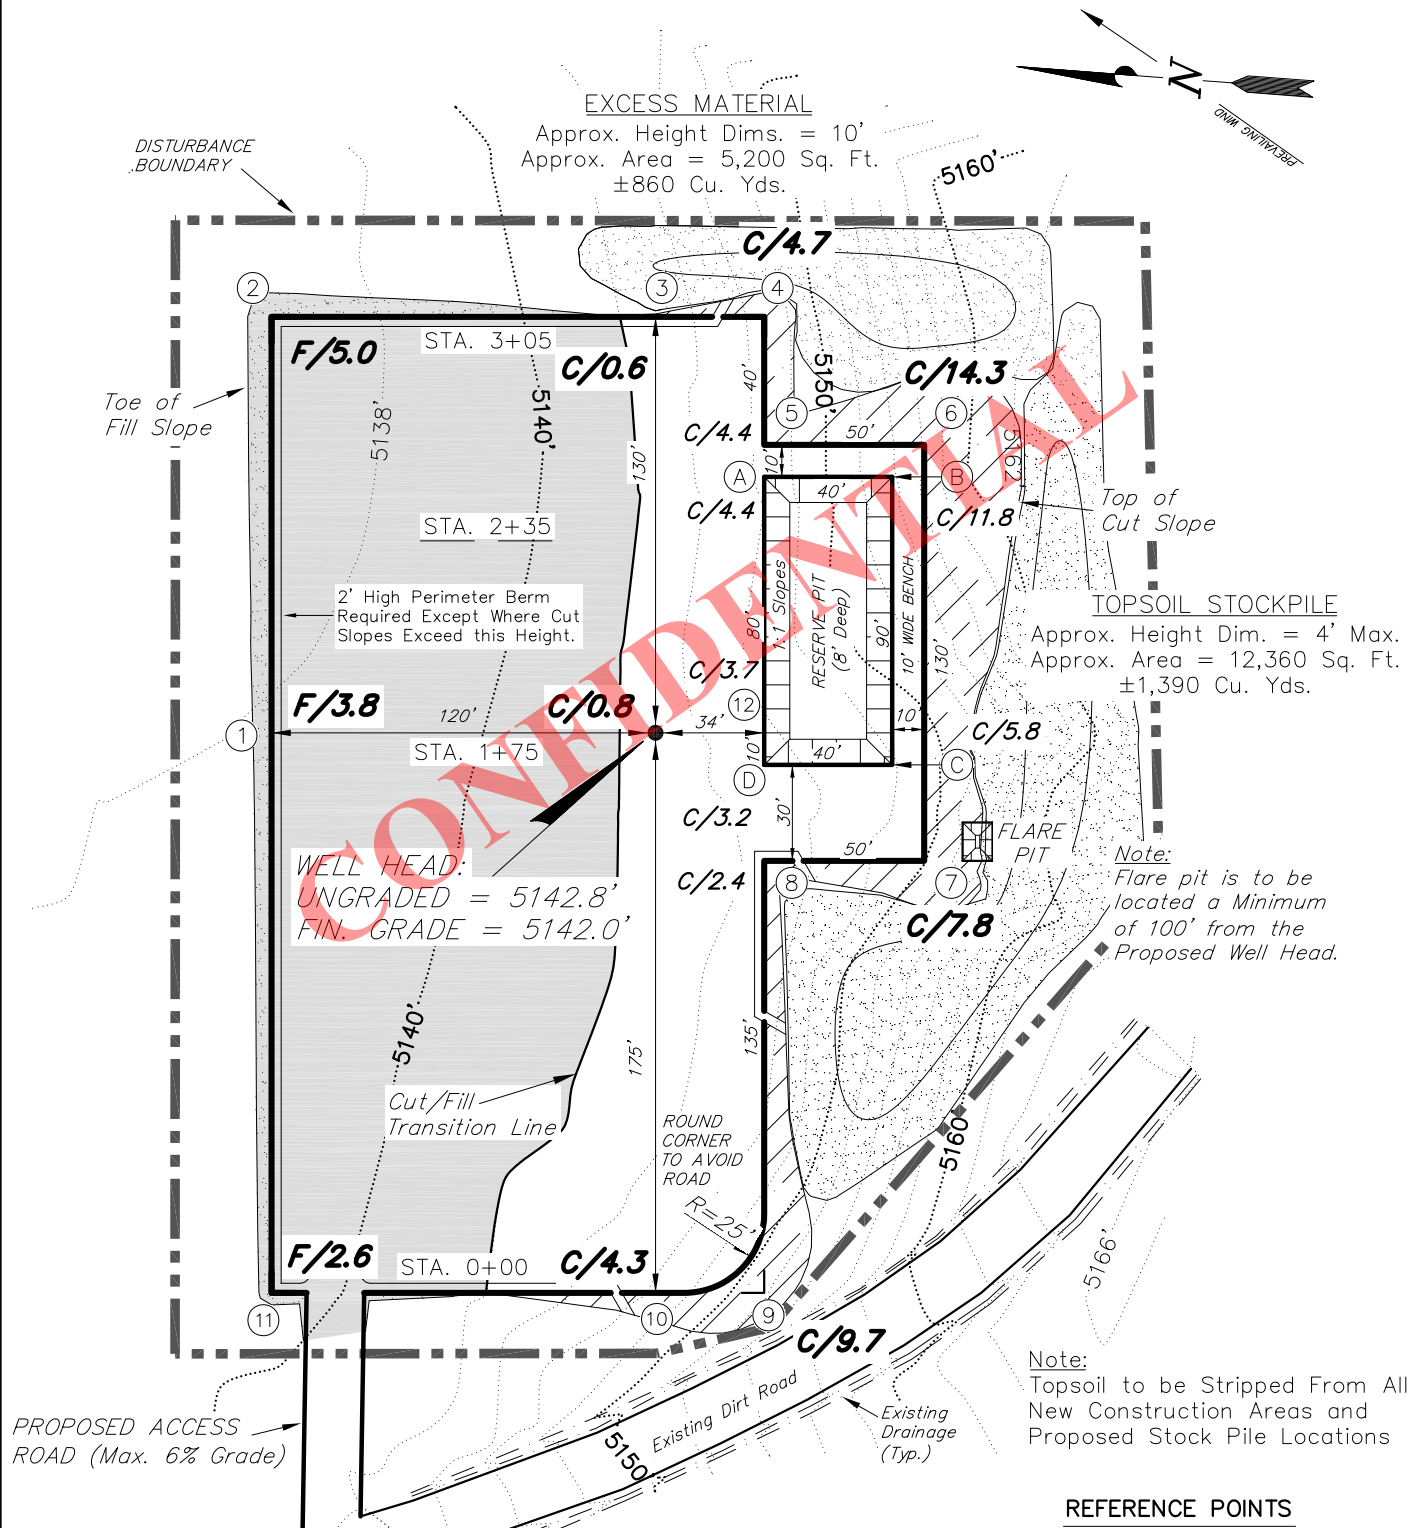 N
PREVAILING WIND
EXCESS MATERIAL
Approx. Height Dims. = 10'
Approx. Area = 5,200 Sq. Ft.
±860 Cu. Yds.
DISTURBANCE
BOUNDARY
5160'
C/4.7
2
3
4
STA. 3+05
F/5.0
C/0.6
40'
5150'
C/14.3
Toe of
Fill Slope
5138'
5140'
130'
C/4.4
5
50'
6
5162'
10'
A
40'
B
STA. 2+35
C/4.4
C/11.8
Top of
Cut Slope
2' High Perimeter Berm
Required Except Where Cut
Slopes Exceed this Height.
80'
1:1 Slopes
RESERVE PIT
(8' Deep)
90'
10' WIDE BENCH
130'
TOPSOIL STOCKPILE
Approx. Height Dim. = 4' Max.
Approx. Area = 12,360 Sq. Ft.
±1,390 Cu. Yds.
C/3.7
F/3.8
120'
C/0.8
34'
12
10'
C/5.8
1
STA. 1+75
10'
40'
D
C
CONFIDENTIAL
C/3.2
30'
50'
FLARE
PIT
WELL HEAD:
UNGRADED = 5142.8'
FIN. GRADE = 5142.0'
C/2.4
8
7
C/7.8
Note:
Flare pit is to be
located a Minimum
of 100' from the
Proposed Well Head.
5140'
175'
135'
Cut/Fill
Transition Line
ROUND
CORNER
TO AVOID
ROAD
R=25'
5160'
5166'
F/2.6
STA. 0+00
C/4.3
11
10
9
C/9.7
Existing Dirt Road
Existing
Drainage
(Typ.)
5150'
PROPOSED ACCESS
ROAD (Max. 6% Grade)
Note:
Topsoil to be Stripped From All
New Construction Areas and
Proposed Stock Pile Locations
REFERENCE POINTS